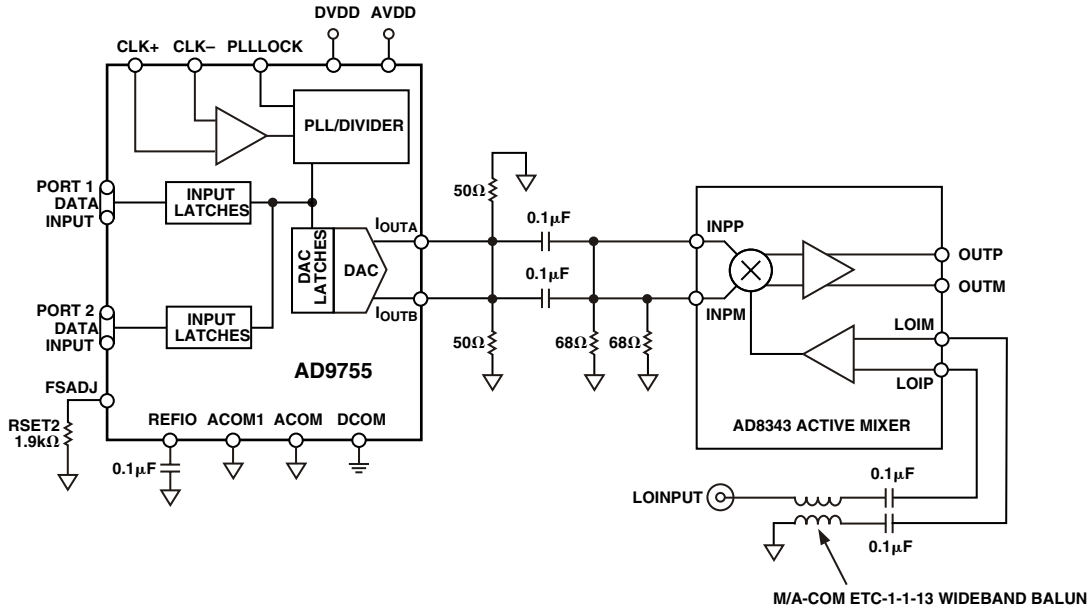 DVDD AVDD
CLK+ CLK– PLLLOCK
PLL/DIVIDER
PORT 1
DATA
INPUT
INPUT
LATCHES
DAC
LATCHES
DAC
IOUTA
IOUTB
PORT 2
DATA
INPUT
INPUT
LATCHES
AD9755
FSADJ
RSET2
1.9kΩ
REFIO ACOM1 ACOM DCOM
0.1μF
50Ω
0.1μF
0.1μF
50Ω
68Ω 68Ω
INPP
INPM
OUTP
OUTM
LOIM
LOIP
AD8343 ACTIVE MIXER
LOINPUT
0.1μF
0.1μF
M/A-COM ETC-1-1-13 WIDEBAND BALUN